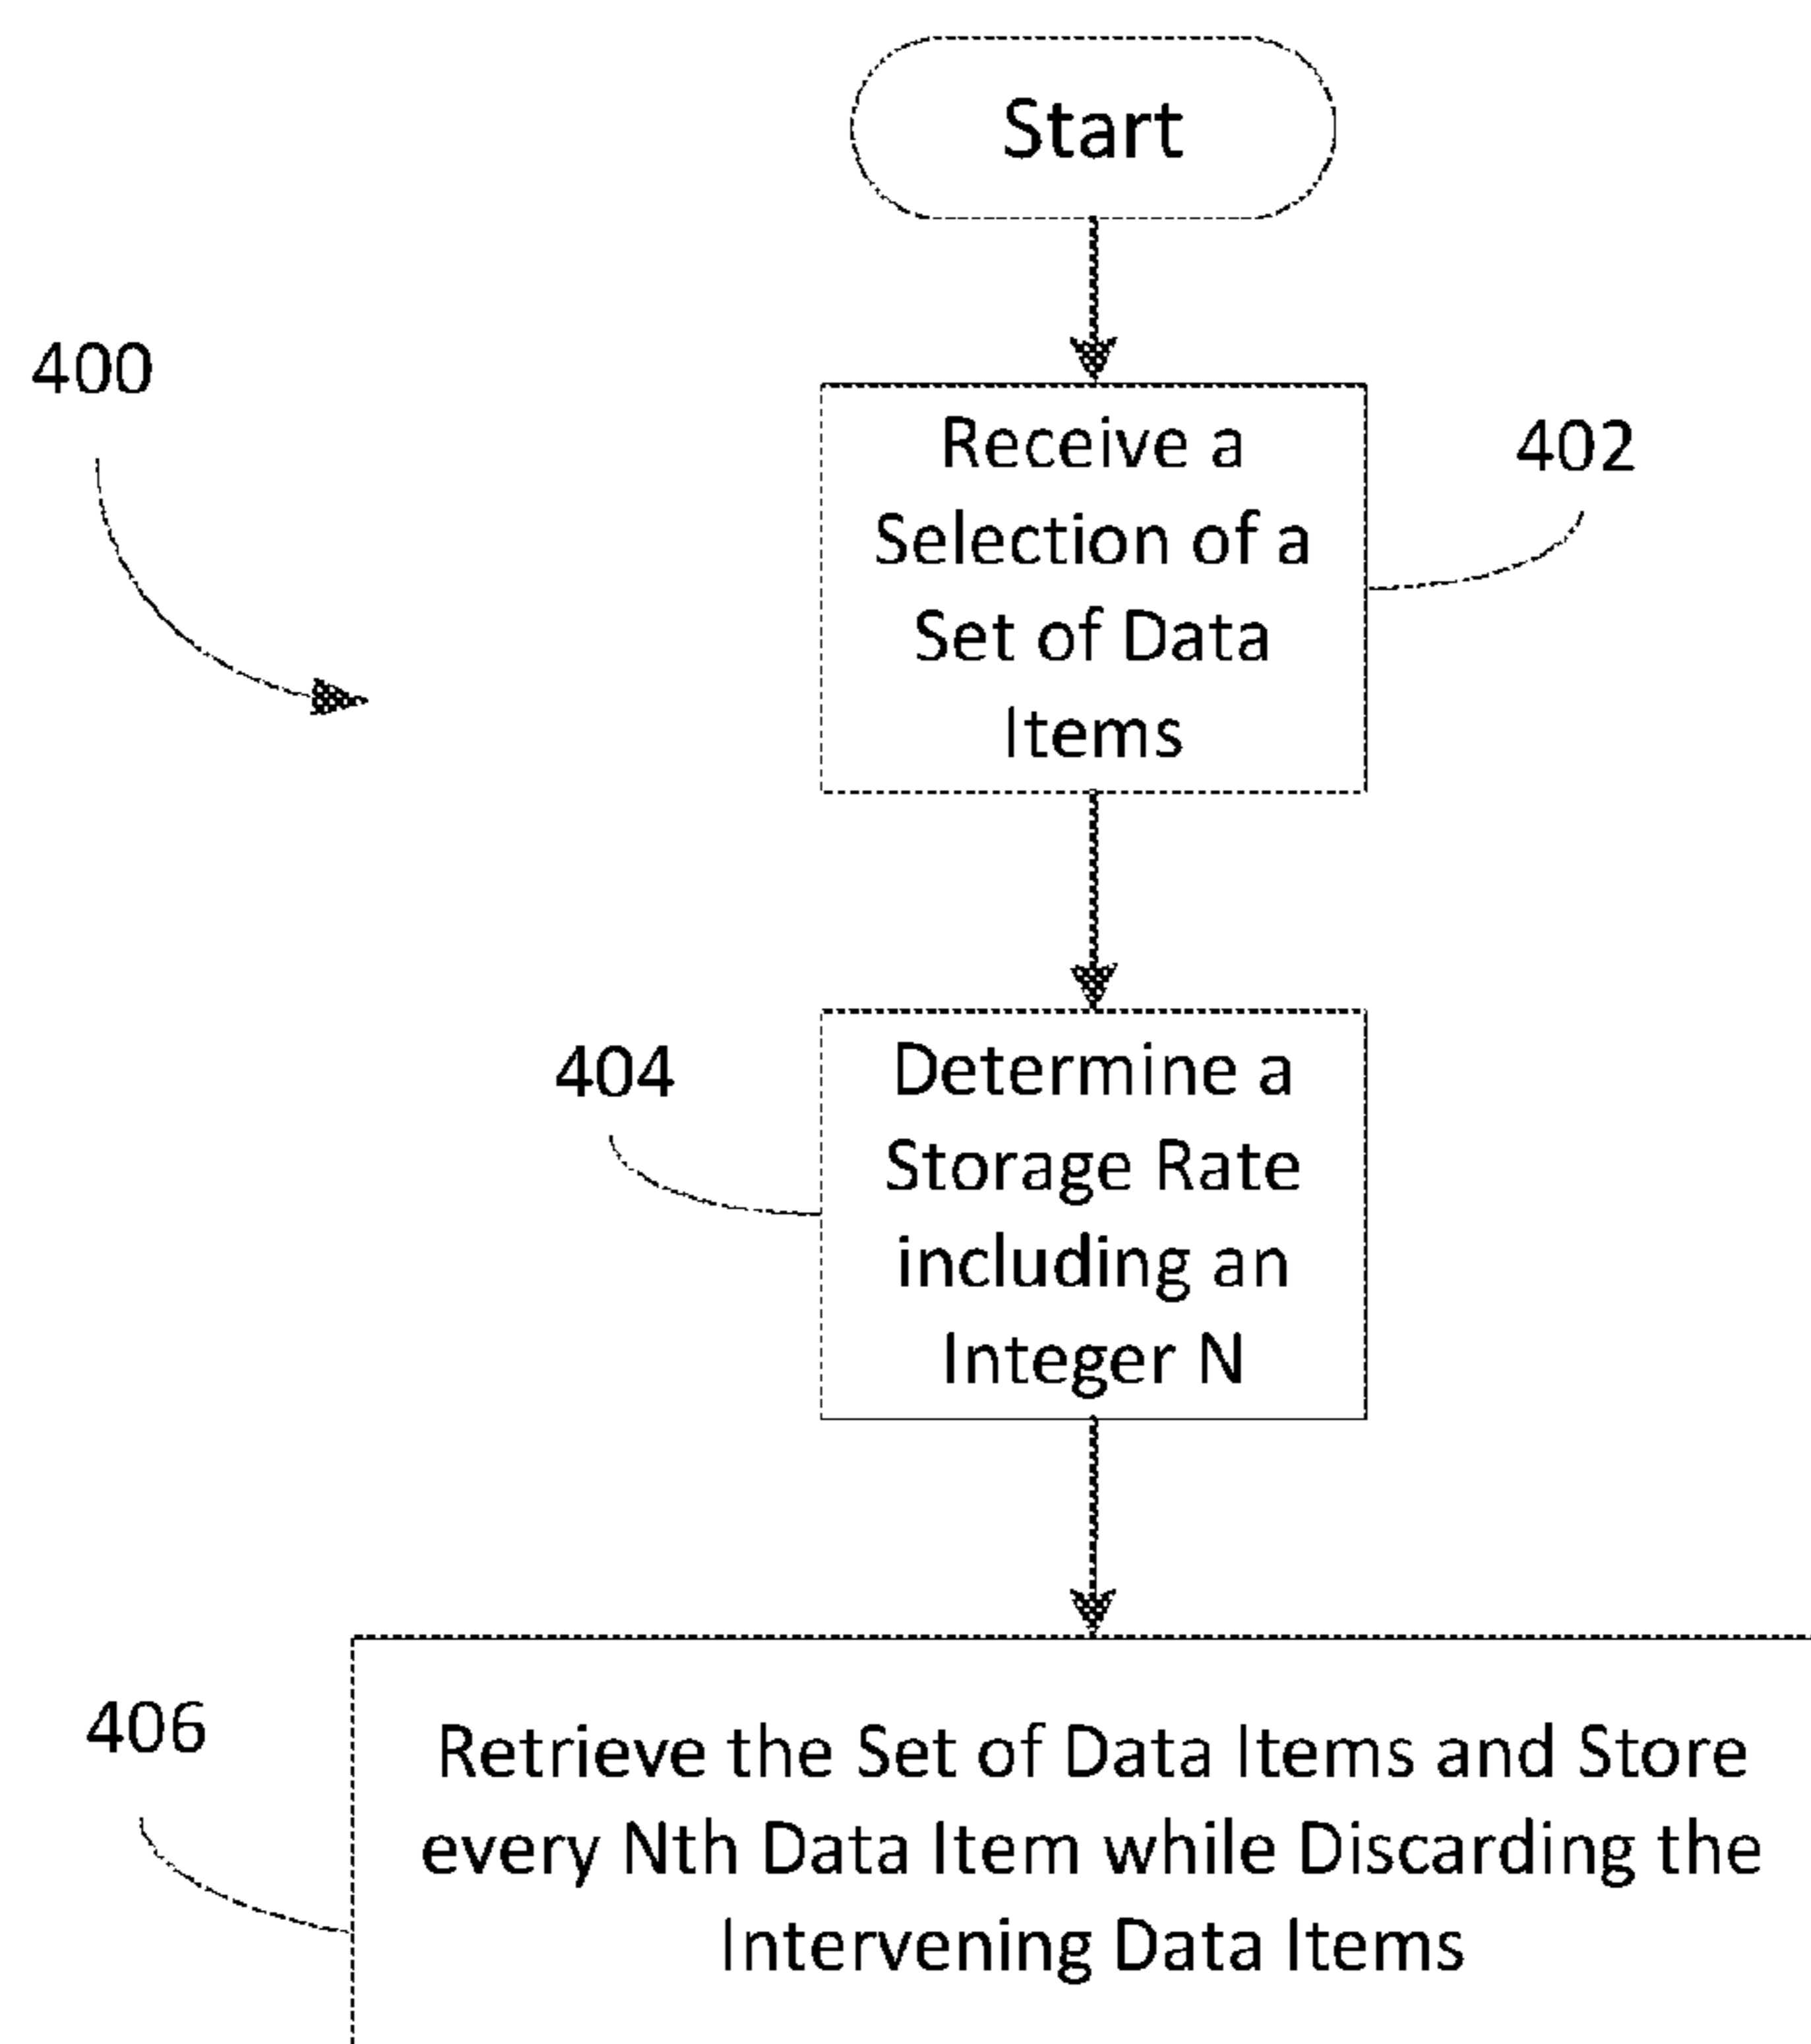 Start
400
Receive a
Selection of a
Set of Data
Items
402
404
Determine a
Storage Rate
including an
Integer N
406
Retrieve the Set of Data Items and Store
every Nth Data Item while Discarding the
Intervening Data Items